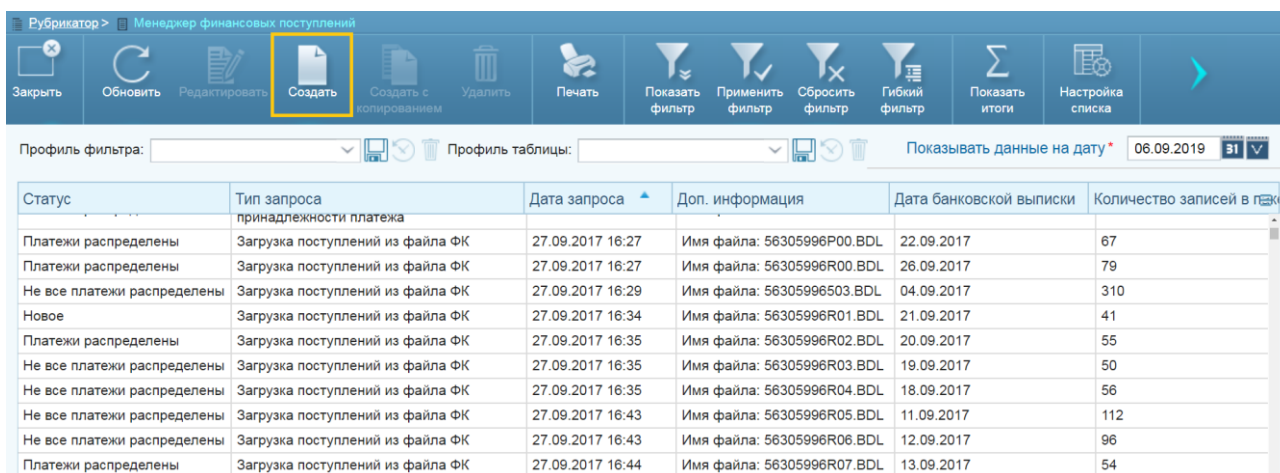 Рубрикатор > Менеджер финансовых поступлений
Закрыть Обновить Редактировать Создать Создать с копированием Удалить Печать Показать фильтр Применить фильтр Сбросить фильтр Гибкий фильтр Показать итоги Настройка списка
Профиль фильтра: Профиль таблицы: Показывать данные на дату* 06.09.2019 31
Статус Тип запроса Дата запроса Доп. информация Дата банковской выписки Количество записей в
принадлежности платежа
Платежи распределены Загрузка поступлений из файла ФК 27.09.2017 16:27 Имя файла: 56305996P00.BDL 22.09.2017 67
Платежи распределены Загрузка поступлений из файла ФК 27.09.2017 16:27 Имя файла: 56305996R00.BDL 26.09.2017 79
Не все платежи распределены Загрузка поступлений из файла ФК 27.09.2017 16:29 Имя файла: 56305996503.BDL 04.09.2017 310
Новое Загрузка поступлений из файла ФК 27.09.2017 16:34 Имя файла: 56305996R01.BDL 21.09.2017 41
Платежи распределены Загрузка поступлений из файла ФК 27.09.2017 16:35 Имя файла: 56305996R02.BDL 20.09.2017 55
Не все платежи распределены Загрузка поступлений из файла ФК 27.09.2017 16:35 Имя файла: 56305996R03.BDL 19.09.2017 50
Не все платежи распределены Загрузка поступлений из файла ФК 27.09.2017 16:35 Имя файла: 56305996R04.BDL 18.09.2017 56
Не все платежи распределены Загрузка поступлений из файла ФК 27.09.2017 16:43 Имя файла: 56305996R05.BDL 11.09.2017 112
Не все платежи распределены Загрузка поступлений из файла ФК 27.09.2017 16:43 Имя файла: 56305996R06.BDL 12.09.2017 96
Платежи распределены Загрузка поступлений из файла ФК 27.09.2017 16:44 Имя файла: 56305996R07.BDL 13.09.2017 54